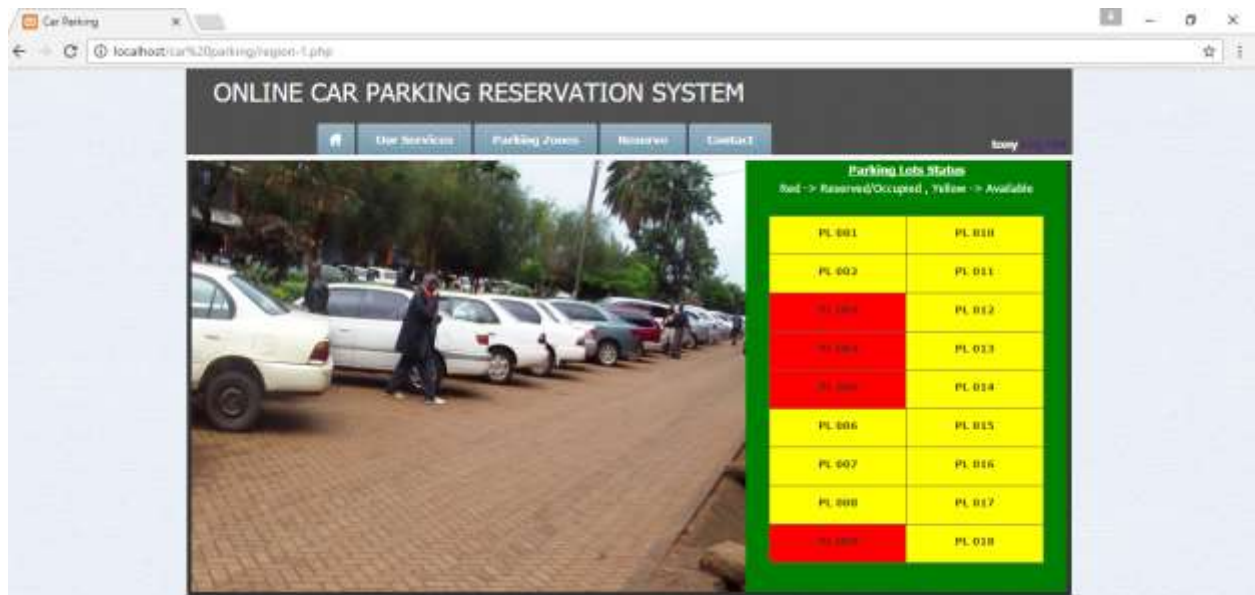 Car Parking
localhost/car%20parking/region-1.php
ONLINE CAR PARKING RESERVATION SYSTEM
Our Services Parking Zones Reserve Contact
tony
Parking Lots Status
Red -> Reserved/Occupied , Yellow -> Available
PL 001 PL 010
PL 002 PL 011
PL 012
PL 013
PL 014
PL 006 PL 015
PL 007 PL 016
PL 008 PL 017
PL 018